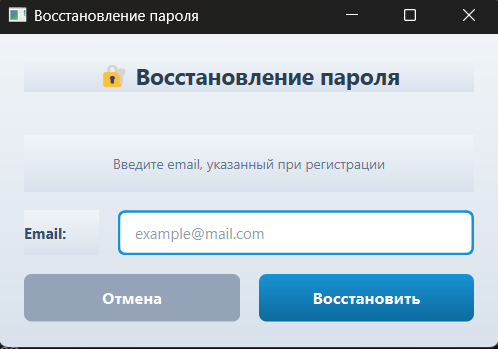 Восстановление пароля
🔐 Восстановление пароля
Введите email, указанный при регистрации
Email: example@mail.com
Отмена Восстановить